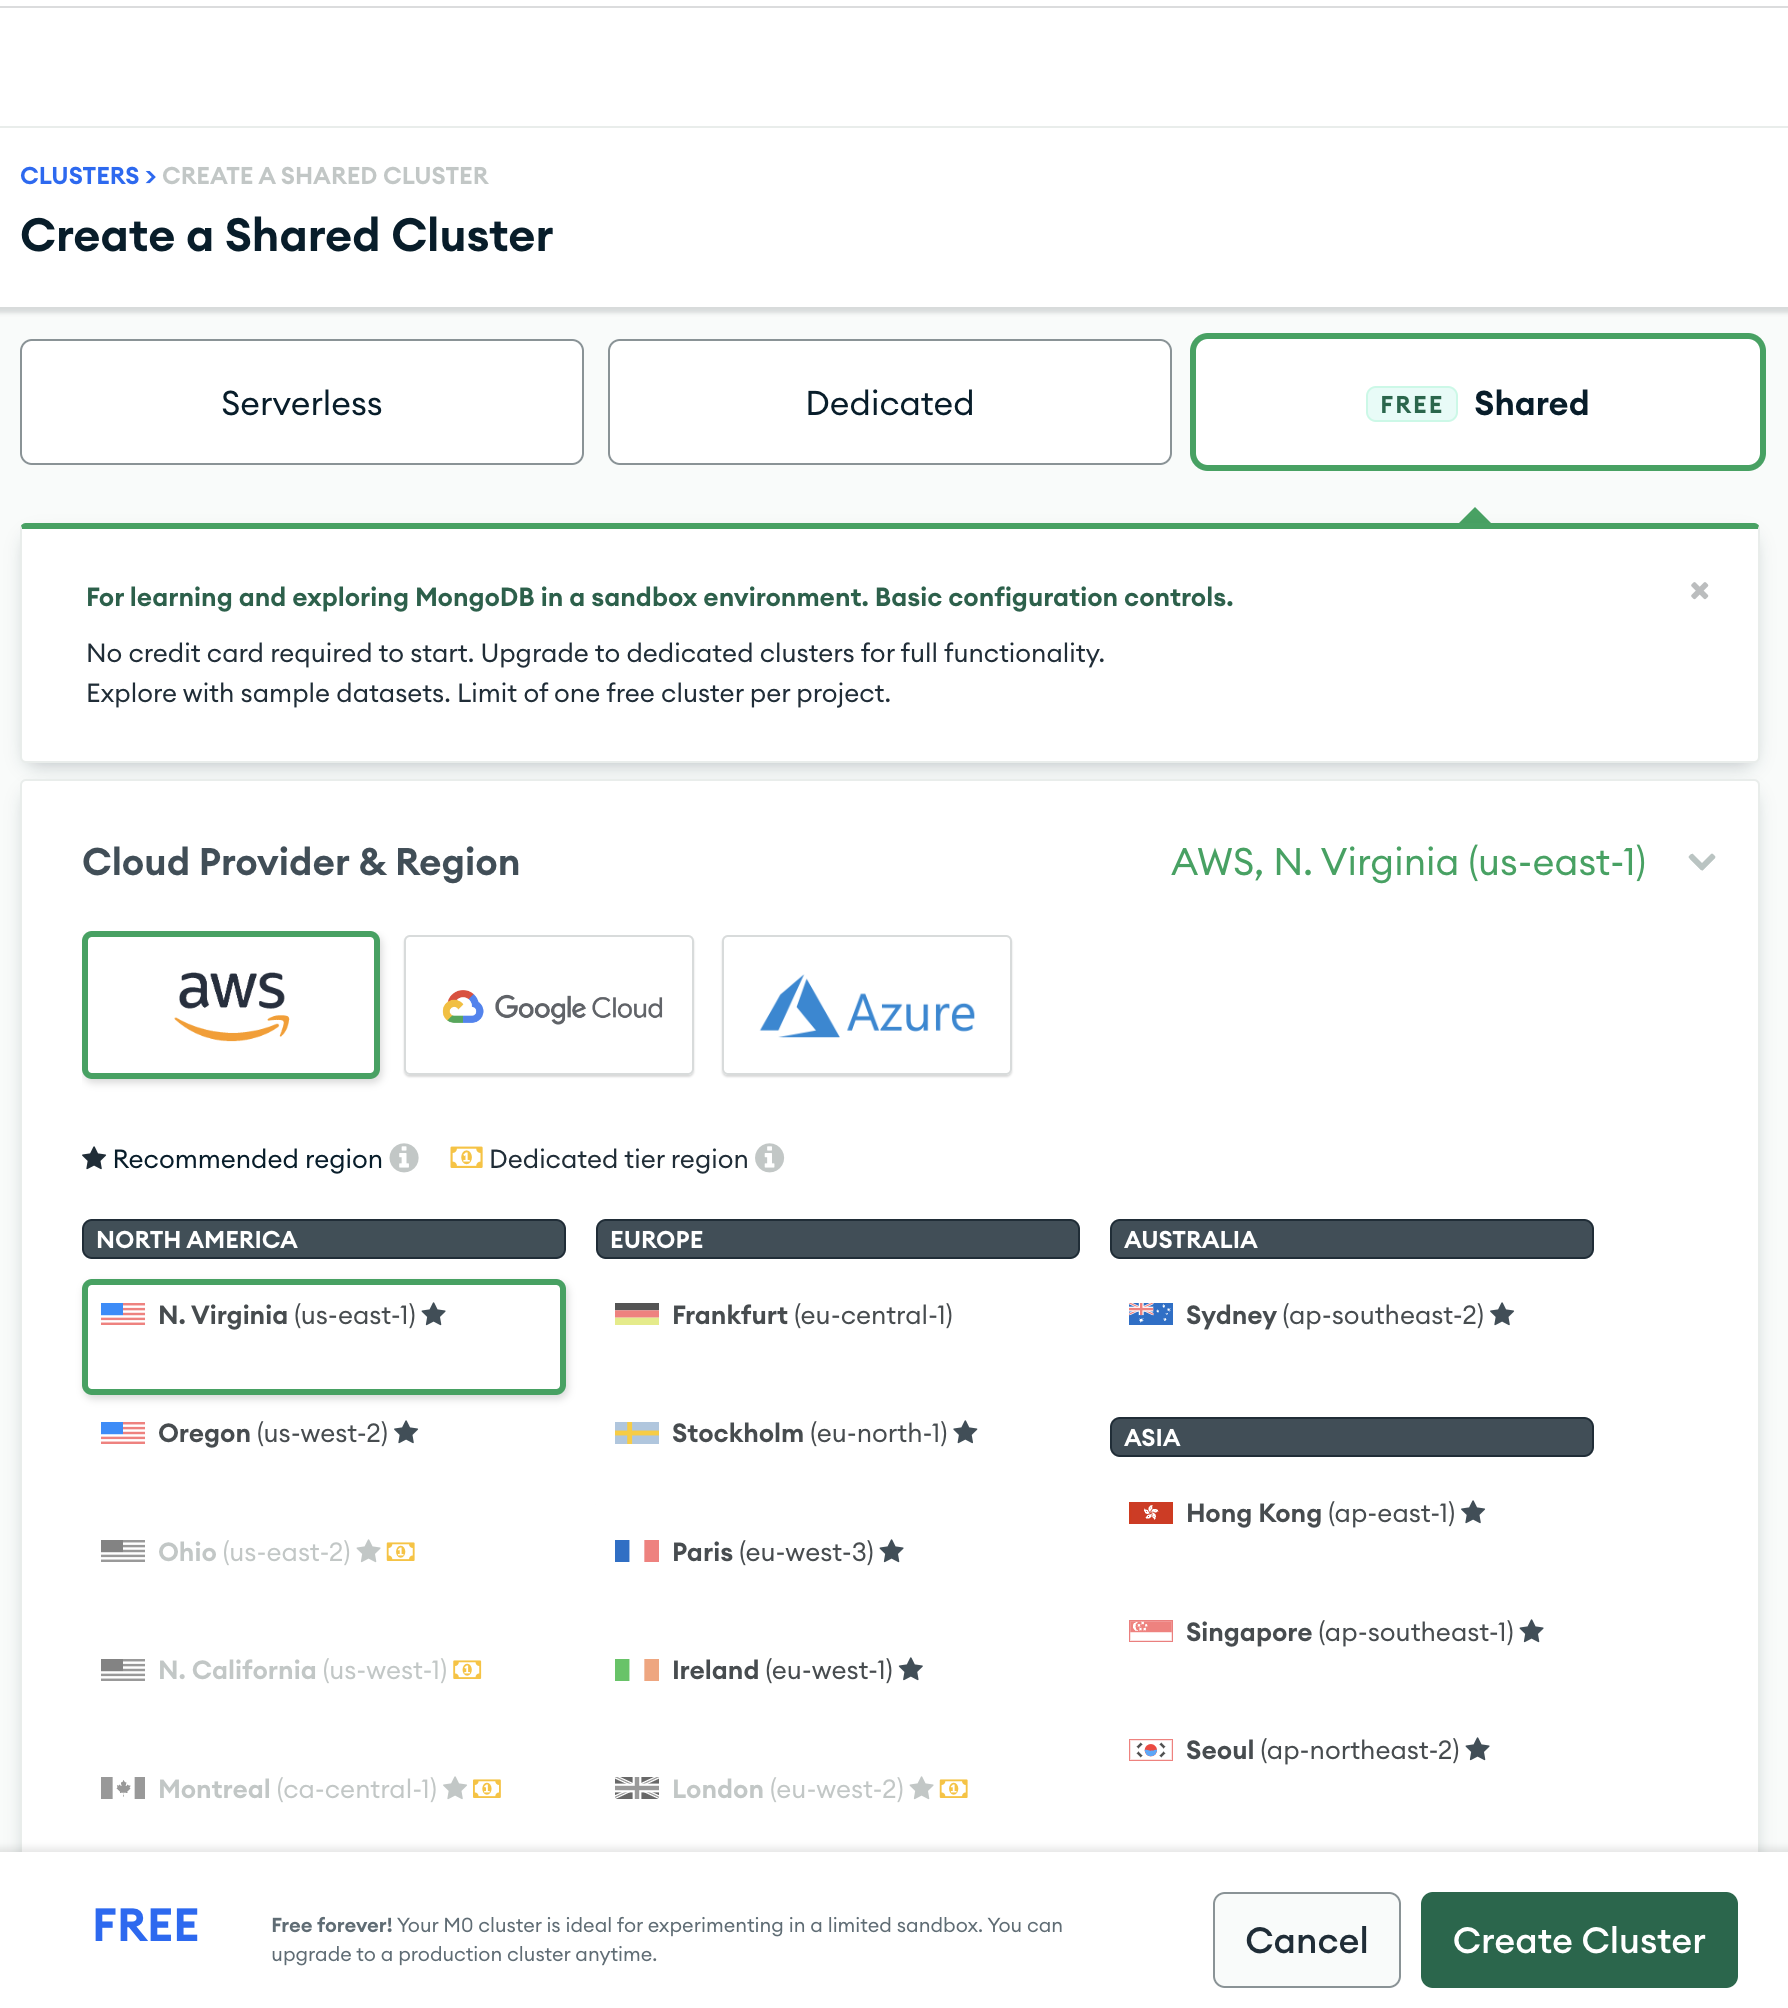 CLUSTERS > CREATE A SHARED CLUSTER
Create a Shared Cluster
Serverless
Dedicated
FREE Shared
For learning and exploring MongoDB in a sandbox environment. Basic configuration controls.
No credit card required to start. Upgrade to dedicated clusters for full functionality.
Explore with sample datasets. Limit of one free cluster per project.
Cloud Provider & Region
AWS, N. Virginia (us-east-1)
aws
Google Cloud
Azure
Recommended region
Dedicated tier region
NORTH AMERICA
N. Virginia (us-east-1)
Oregon (us-west-2)
Ohio (us-east-2)
N. California (us-west-1)
Montreal (ca-central-1)
EUROPE
Frankfurt (eu-central-1)
Stockholm (eu-north-1)
Paris (eu-west-3)
Ireland (eu-west-1)
London (eu-west-2)
AUSTRALIA
Sydney (ap-southeast-2)
ASIA
Hong Kong (ap-east-1)
Singapore (ap-southeast-1)
Seoul (ap-northeast-2)
FREE
Free forever! Your M0 cluster is ideal for experimenting in a limited sandbox. You can
upgrade to a production cluster anytime.
Cancel
Create Cluster